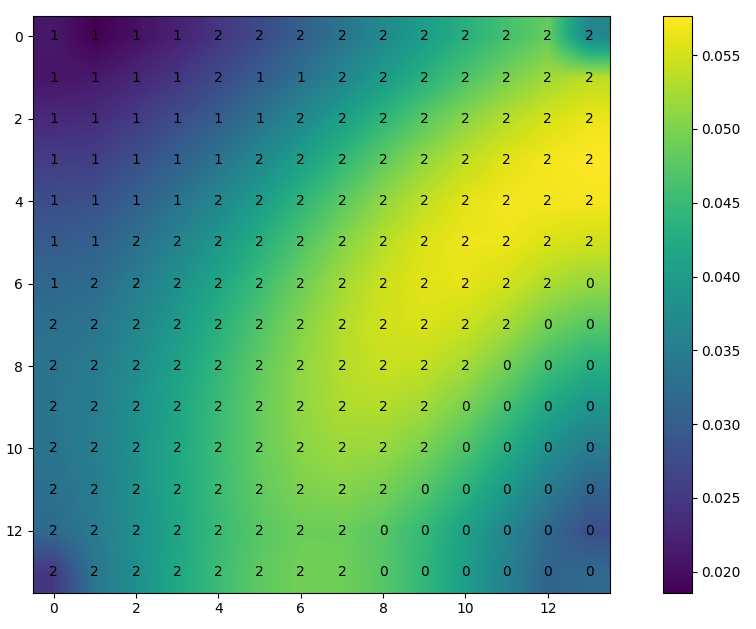 0 1 1 1 1 2 2 2 2 2 2 2 2 2 2 0.055
1 1 1 1 2 1 1 2 2 2 2 2 2 2
2 1 1 1 1 1 1 2 2 2 2 2 2 2 2 0.050
1 1 1 1 1 2 2 2 2 2 2 2 2 2
4 1 1 1 1 2 2 2 2 2 2 2 2 2 2 0.045
1 1 2 2 2 2 2 2 2 2 2 2 2 2
6 1 2 2 2 2 2 2 2 2 2 2 2 2 0 0.040
2 2 2 2 2 2 2 2 2 2 2 2 0 0
8 2 2 2 2 2 2 2 2 2 2 2 0 0 0 0.035
2 2 2 2 2 2 2 2 2 2 0 0 0 0 0.030
10 2 2 2 2 2 2 2 2 2 2 0 0 0 0
2 2 2 2 2 2 2 2 2 0 0 0 0 0 0.025
12 2 2 2 2 2 2 2 2 0 0 0 0 0 0
2 2 2 2 2 2 2 2 0 0 0 0 0 0 0.020
0 2 4 6 8 10 12